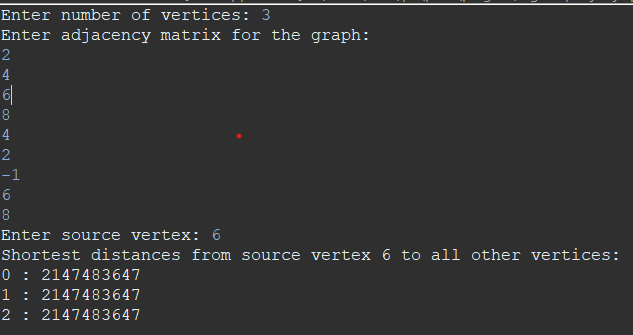 Enter number of vertices: 3
Enter adjacency matrix for the graph:
2
4
6
8
4
2
-1
6
8
Enter source vertex: 6
Shortest distances from source vertex 6 to all other vertices:
0 : 2147483647
1 : 2147483647
2 : 2147483647